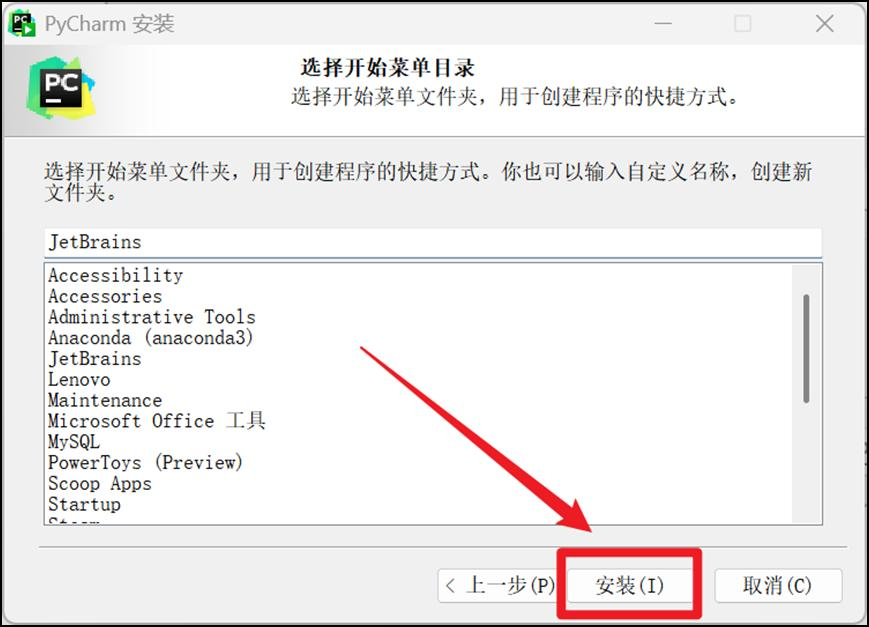 PyCharm 安装
PC
选择开始菜单目录
选择开始菜单文件夹，用于创建程序的快捷方式。
选择开始菜单文件夹，用于创建程序的快捷方式。你也可以输入自定义名称，创建新
文件夹。
JetBrains
Accessibility
Accessories
Administrative Tools
Anaconda (anaconda3)
JetBrains
Lenovo
Maintenance
Microsoft Office 工具
MySQL
PowerToys (Preview)
Scoop Apps
Startup
< 上一步(P) 安装(I) 取消(C)